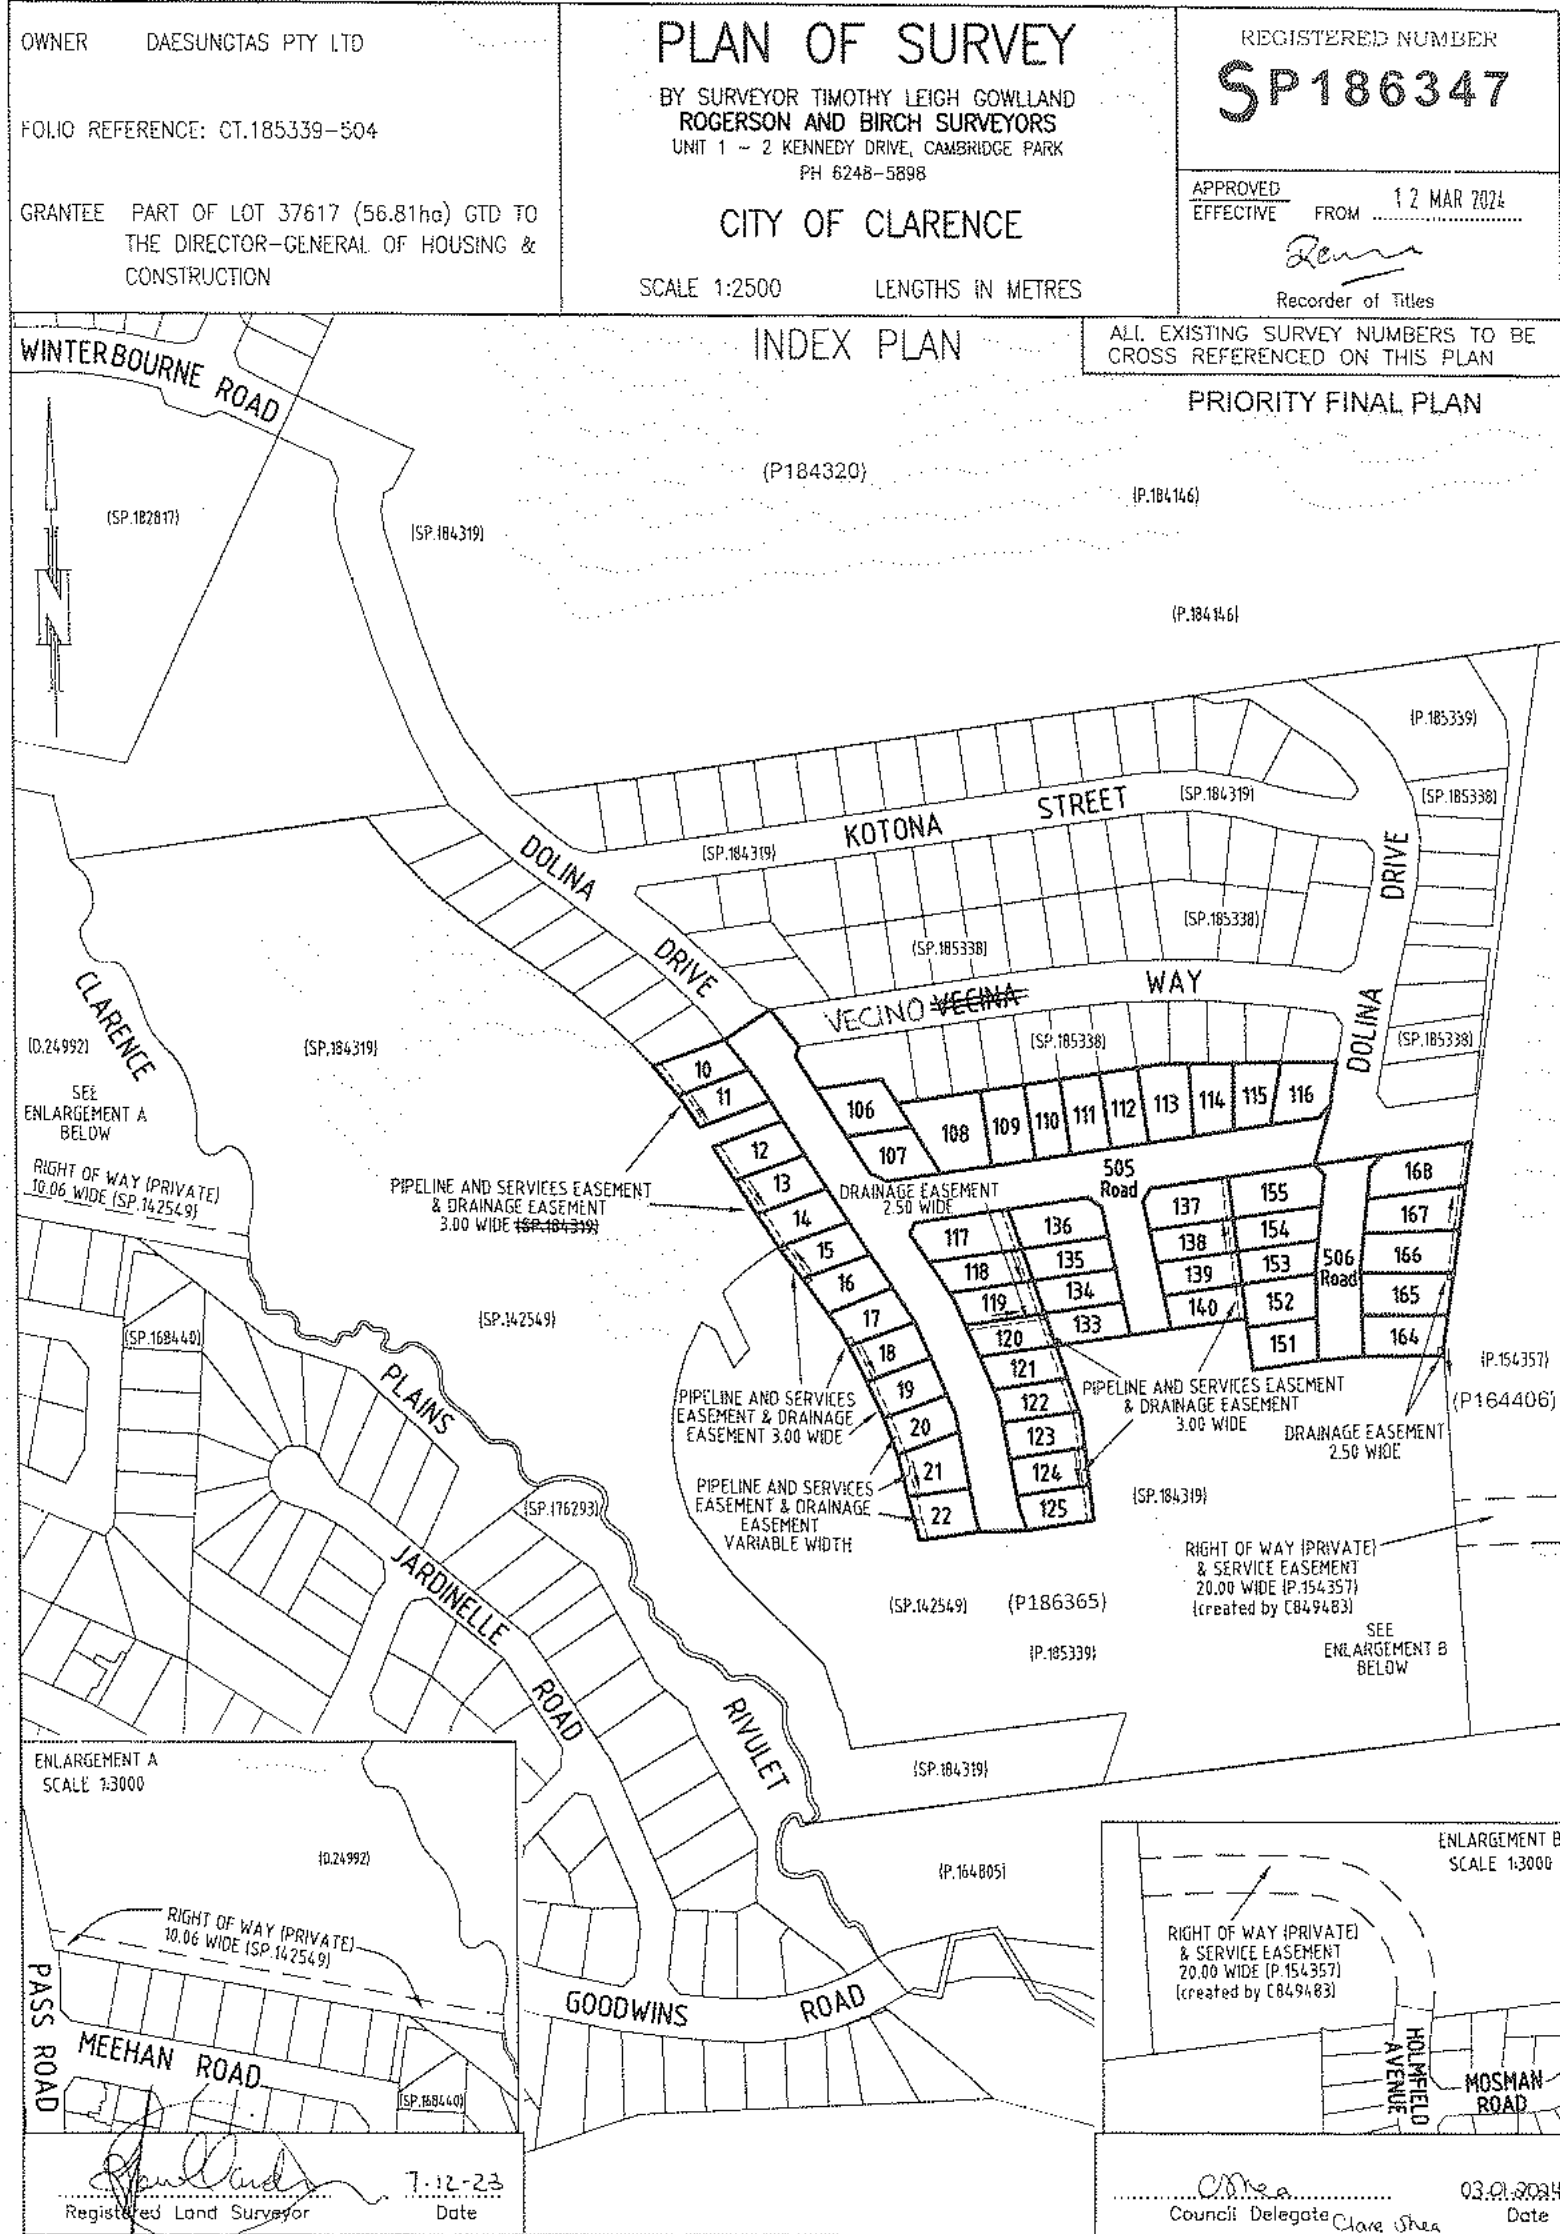 OWNER DAESUNGTAS PTY LTD
FOLIO REFERENCE: CT.185339-504
GRANTEE PART OF LOT 37617 (56.81ha) GTD TO
THE DIRECTOR-GENERAL OF HOUSING &
CONSTRUCTION
PLAN OF SURVEY
BY SURVEYOR TIMOTHY LEIGH GOWLLAND
ROGERSON AND BIRCH SURVEYORS
UNIT 1 - 2 KENNEDY DRIVE, CAMBRIDGE PARK
PH 6248-5898
CITY OF CLARENCE
SCALE 1:2500 LENGTHS IN METRES
REGISTERED NUMBER
SP186347
APPROVED
EFFECTIVE FROM 12 MAR 2024
Recorder of Titles
INDEX PLAN
ALL EXISTING SURVEY NUMBERS TO BE
CROSS REFERENCED ON THIS PLAN
PRIORITY FINAL PLAN
WINTERBOURNE ROAD
(P184320)
(P.184146)
(SP.182817)
(SP.184319)
(P.184146)
(P.185339)
(SP.185338)
KOTONA STREET
(SP.184319)
(SP.184319)
DOLINA DRIVE
DRIVE
DOLINA
(SP.185338)
(SP.185338)
VECINO VECINA WAY
(SP.185338)
(SP.185338)
CLARENCE
PLAINS
RIVULET
(D.24992)
SEE
ENLARGEMENT A
BELOW
(SP.184319)
RIGHT OF WAY (PRIVATE)
10.06 WIDE (SP.142549)
10
11
12
13
14
15
16
17
18
19
20
21
22
106
107
108
109
110
111
112
113
114
115
116
505
Road
117
118
119
120
121
122
123
124
125
136
135
134
133
137
138
139
140
155
154
153
152
151
506
Road
168
167
166
165
164
PIPELINE AND SERVICES EASEMENT
& DRAINAGE EASEMENT
3.00 WIDE (SP.184319)
DRAINAGE EASEMENT
2.50 WIDE
(SP.142549)
(SP.168440)
PIPELINE AND SERVICES
EASEMENT & DRAINAGE
EASEMENT 3.00 WIDE
PIPELINE AND SERVICES
EASEMENT & DRAINAGE
EASEMENT
VARIABLE WIDTH
PIPELINE AND SERVICES EASEMENT
& DRAINAGE EASEMENT
3.00 WIDE
DRAINAGE EASEMENT
2.50 WIDE
(P.154357)
(P164406)
(SP.184319)
(SP.176293)
RIGHT OF WAY (PRIVATE)
& SERVICE EASEMENT
20.00 WIDE (P.154357)
(created by C849483)
SEE
ENLARGEMENT B
BELOW
(SP.142549)
(P186365)
(P.185339)
JARDINELLE
ROAD
(SP.184319)
(P.164805)
GOODWINS ROAD
ENLARGEMENT A
SCALE 1:3000
(D.24992)
RIGHT OF WAY (PRIVATE)
10.06 WIDE (SP.142549)
PASS ROAD
MEEHAN ROAD
(SP.168440)
ENLARGEMENT B
SCALE 1:3000
RIGHT OF WAY (PRIVATE)
& SERVICE EASEMENT
20.00 WIDE (P.154357)
(created by C849483)
HOLMFIELD
AVENUE
MOSMAN
ROAD
7-12-23
Registered Land Surveyor Date
03.01.2024
Council Delegate Clare Shea Date